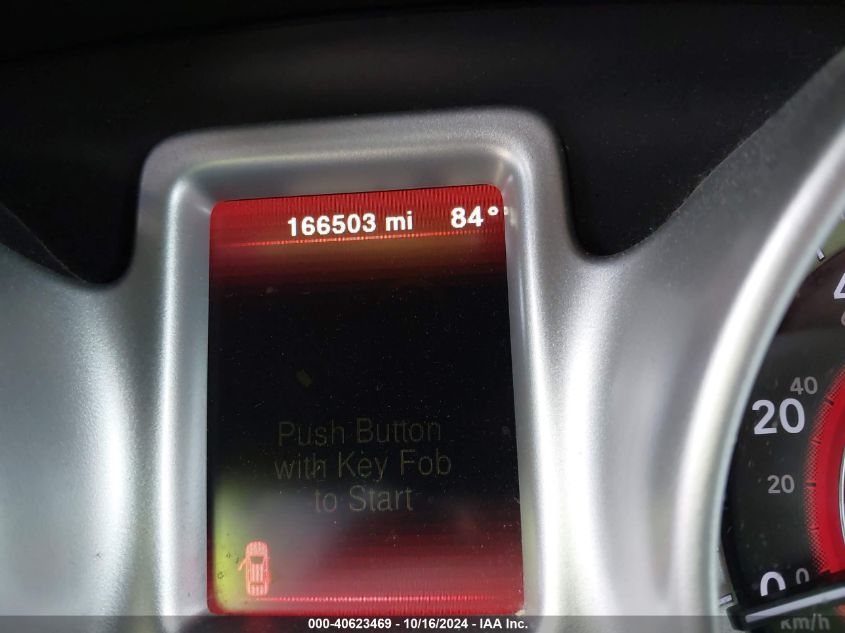 166503 mi 84°
Push Button
with Key Fob
to Start
40
20
20
0 0
km/h
000-40623469 - 10/16/2024 - IAA Inc.